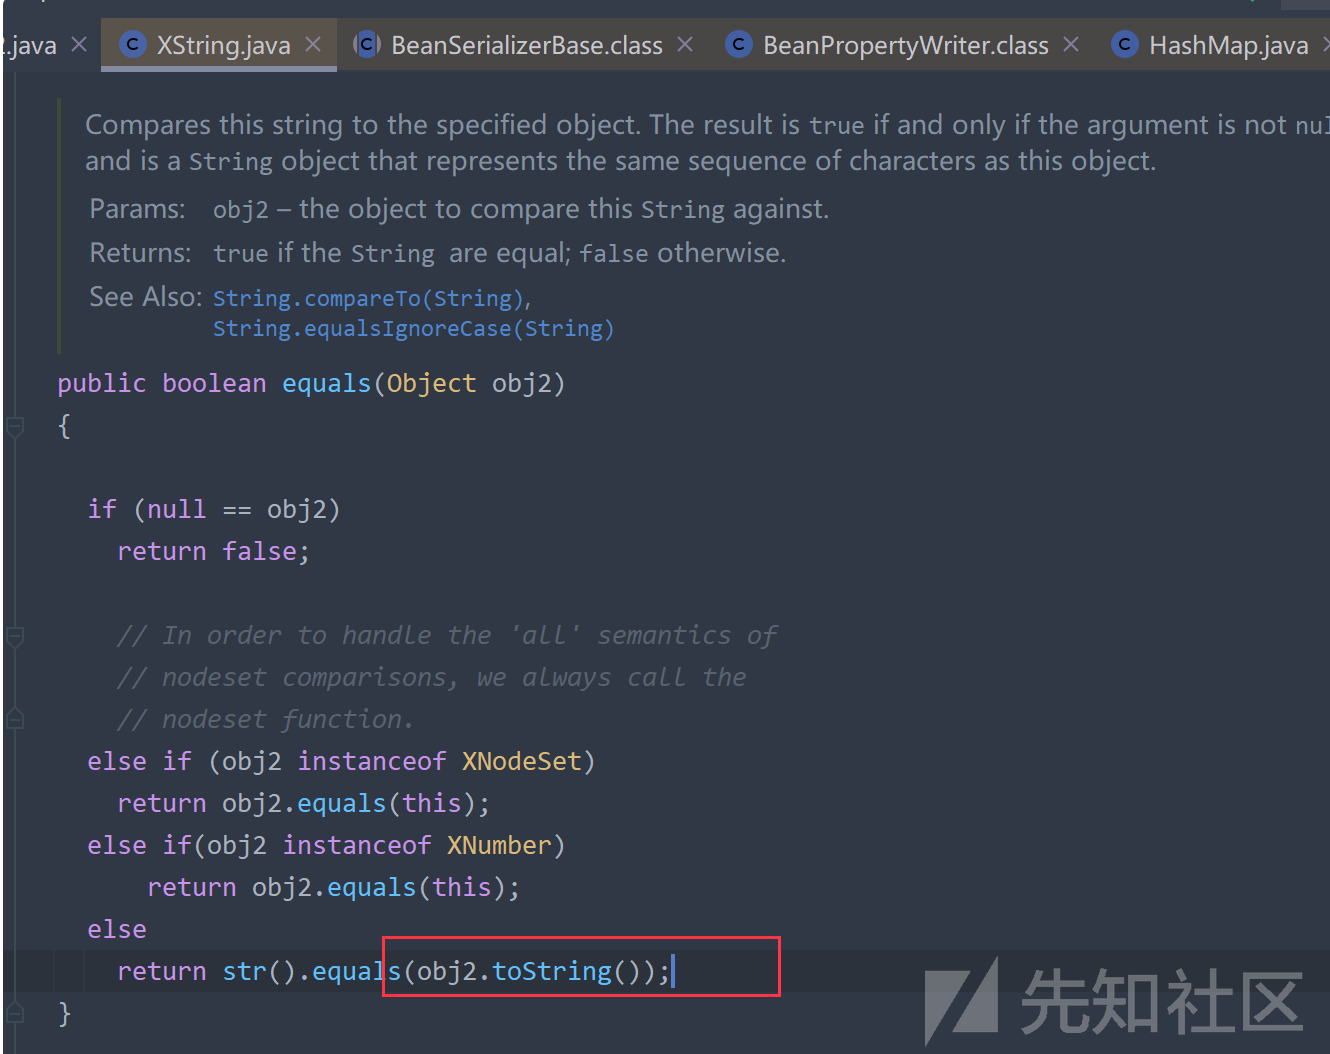 .java × C XString.java × C BeanSerializerBase.class × C BeanPropertyWriter.class × C HashMap.java ×
Compares this string to the specified object. The result is true if and only if the argument is not nul
and is a String object that represents the same sequence of characters as this object.
Params: obj2 – the object to compare this String against.
Returns: true if the String are equal; false otherwise.
See Also: String.compareTo(String),
String.equalsIgnoreCase(String)
public boolean equals(Object obj2)
{
if (null == obj2)
return false;
// In order to handle the 'all' semantics of
// nodeset comparisons, we always call the
// nodeset function.
else if (obj2 instanceof XNodeSet)
return obj2.equals(this);
else if(obj2 instanceof XNumber)
return obj2.equals(this);
else
return str().equals(obj2.toString());
}
先知社区